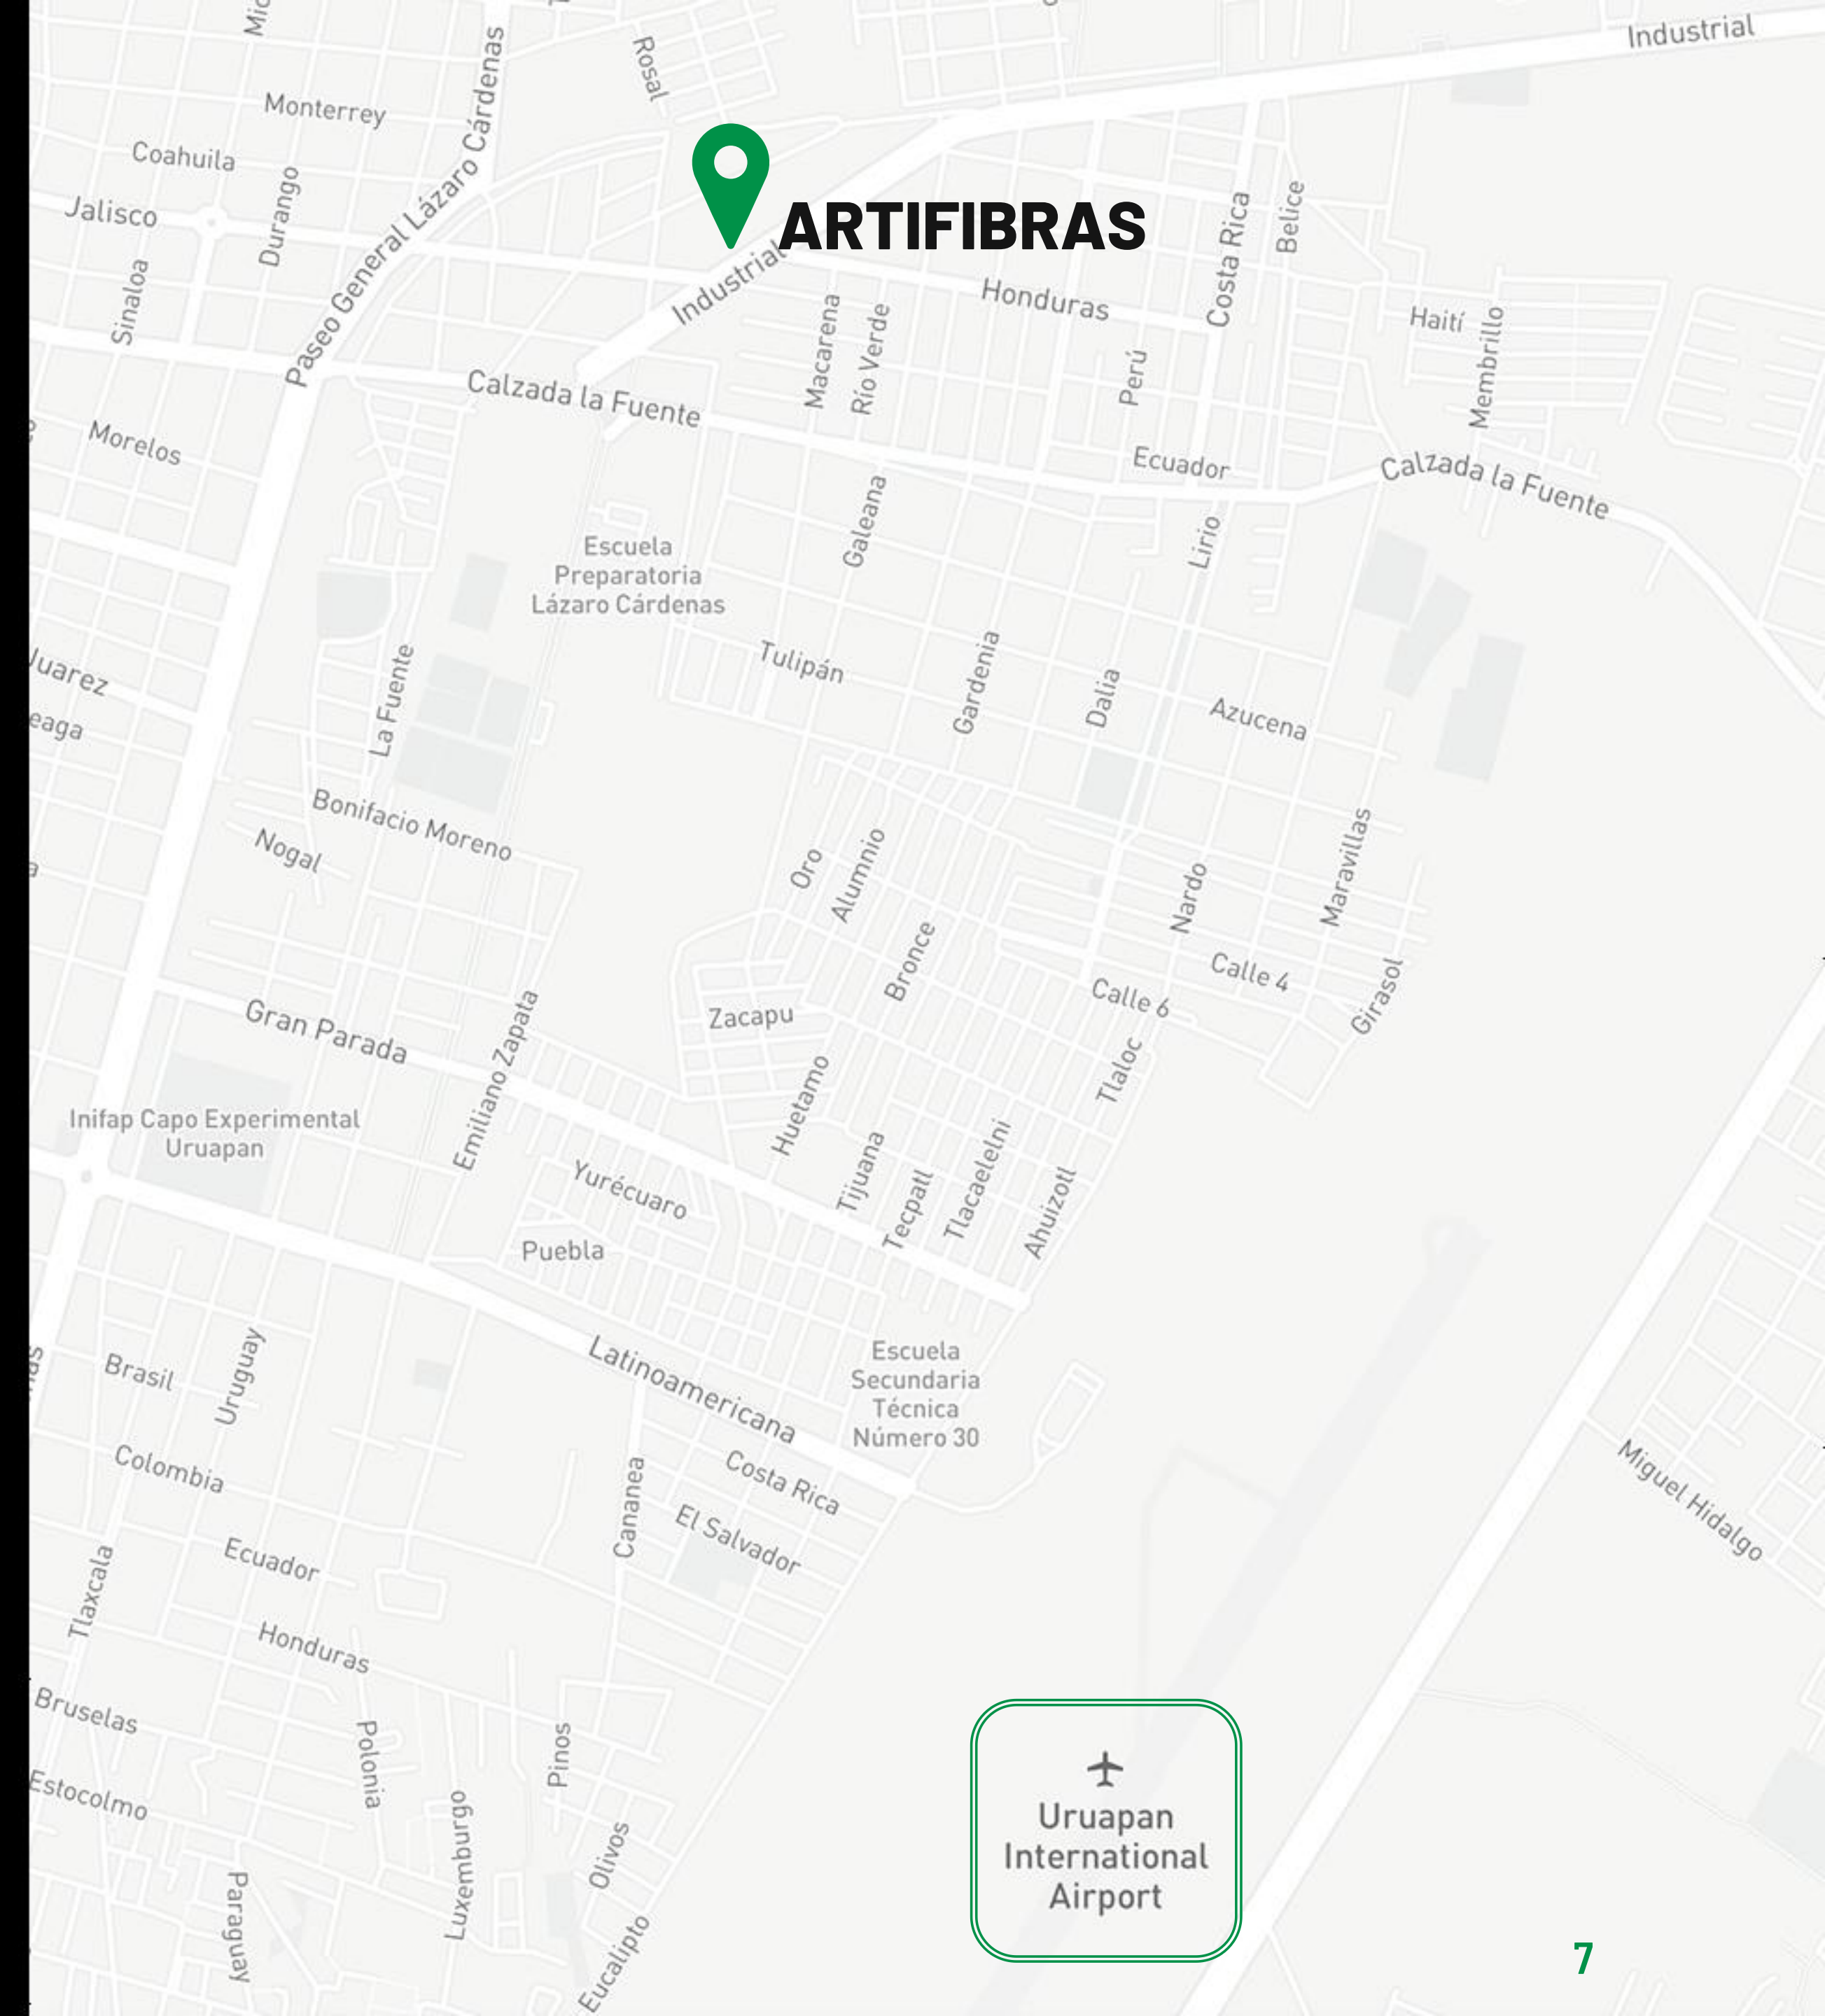 Industrial
Rosal
Paseo General Lázaro Cárdenas
Monterrey
Coahuila
Durango
Jalisco
Sinaloa
ARTIFIBRAS
Industrial
Costa Rica
Belice
Honduras
Macarena
Río Verde
Perú
Haití
Membrillo
Calzada la Fuente
Morelos
Ecuador
Calzada la Fuente
Galeana
Lirio
Escuela
Preparatoria
Lázaro Cárdenas
Juarez
La Fuente
Tulipán
Gardenia
Dalia
Azucena
eaga
Bonifacio Moreno
Nogal
Oro
Alumnio
Bronce
Nardo
Maravillas
Calle 4
Calle 6
Girasol
Zacapu
Gran Parada
Emiliano Zapata
Huetamo
Tlaloc
Inifap Capo Experimental
Uruapan
Yurécuaro
Tijuana
Tecpatl
Tlacaelelni
Ahuizotl
Puebla
Latinoamericana
Escuela
Secundaria
Técnica
Número 30
Brasil
Uruguay
Colombia
Cananea
Costa Rica
El Salvador
Miguel Hidalgo
Ecuador
Tlaxcala
Honduras
Bruselas
Polonia
Pinos
Estocolmo
Luxemburgo
Olivos
Paraguay
Eucalipto
Uruapan
International
Airport
7